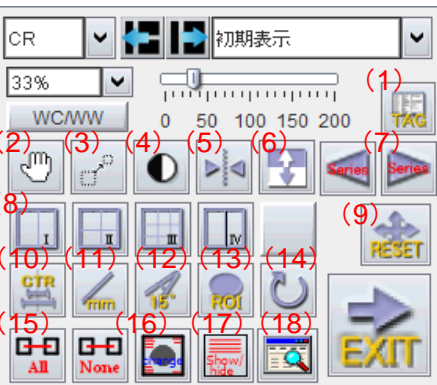 CR 初期表示
33% (1)
WC/WW 0 50 100 150 200 TAG
(2) (3) (4) (5) (6) (7)
Series Series
8) (9)
I II III IV RESET
(10) (11) (12) (13) (14)
CTR mm 15° ROI
(15) (16) (17) (18) EXIT
All None change Show/
hide